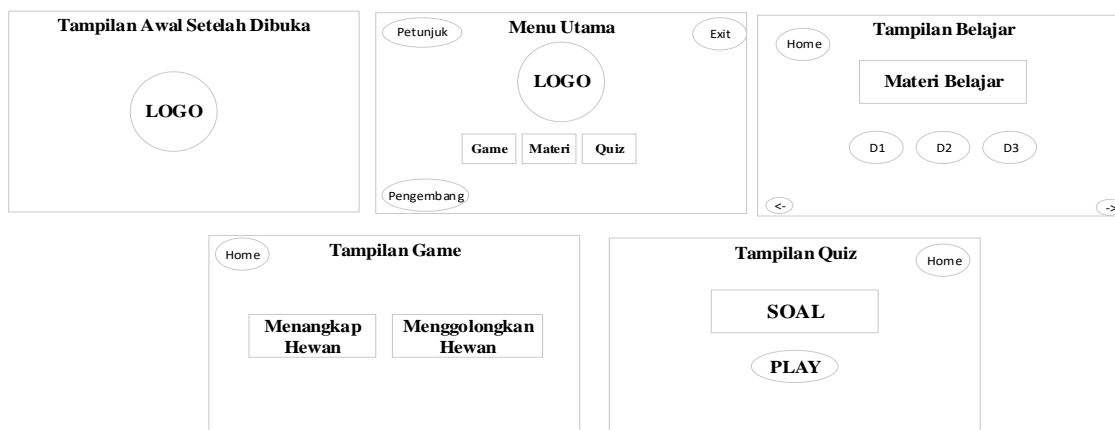 Tampilan Awal Setelah Dibuka
LOGO
Petunjuk
Menu Utama
Exit
LOGO
Game
Materi
Quiz
Pengembang
Tampilan Belajar
Home
Materi Belajar
D1
D2
D3
<-
->
Home
Tampilan Game
Menangkap
Hewan
Menggolongkan
Hewan
Tampilan Quiz
Home
SOAL
PLAY